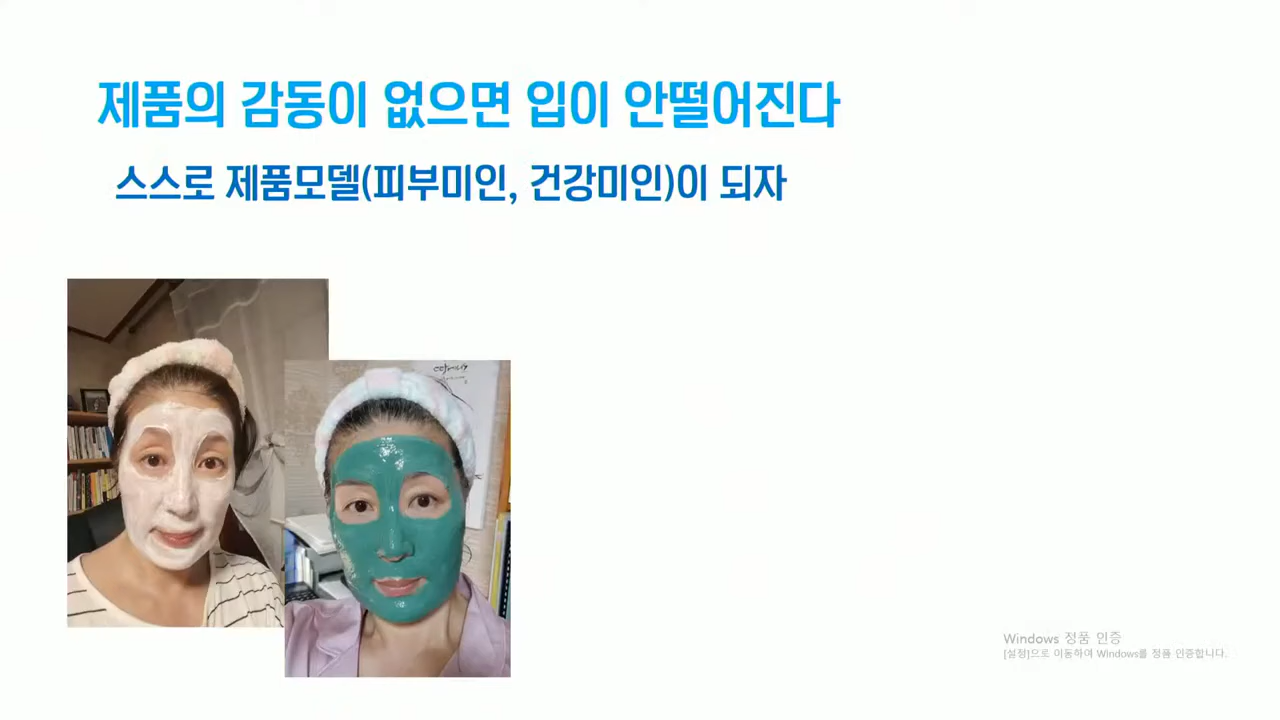 제품의 감동이 없으면 입이 안떨어진다
스스로 제품모델(피부미인, 건강미인)이 되자
Windows 정품 인증
[설정]으로 이동하여 Windows를 정품 인증합니다.